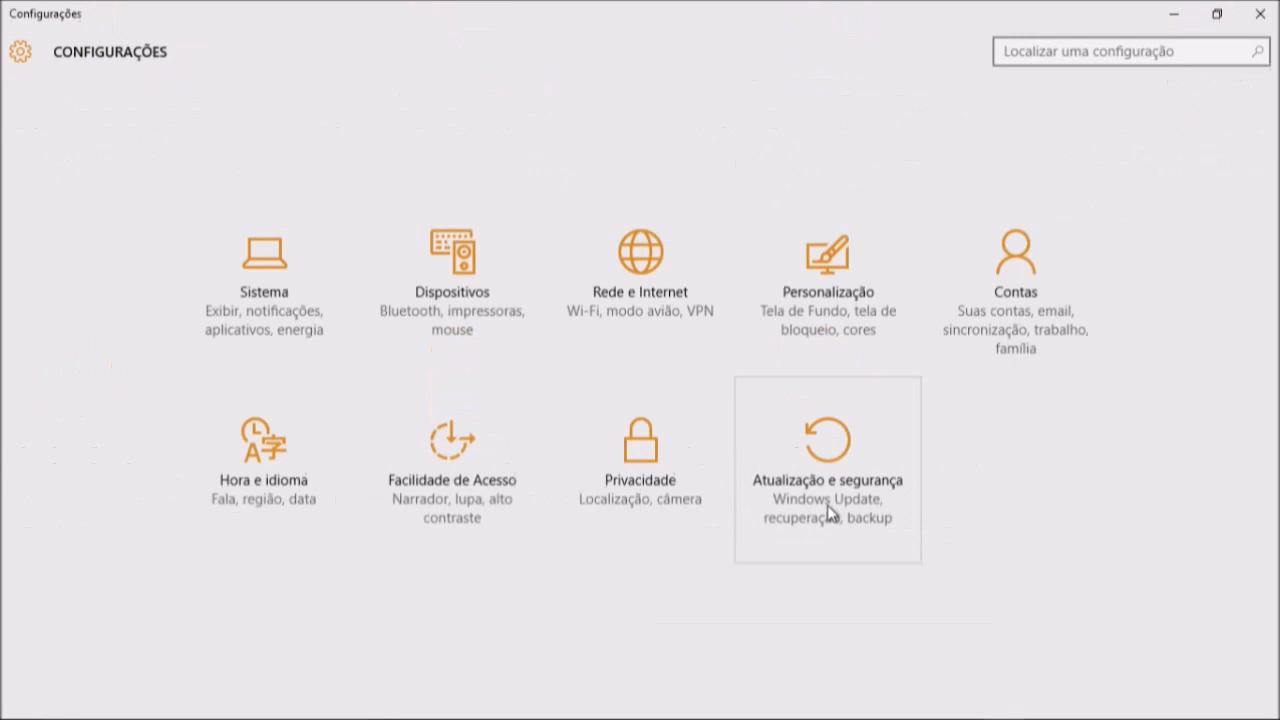 Configurações
CONFIGURAÇÕES
Localizar uma configuração
Sistema
Exibir, notificações,
aplicativos, energia
Dispositivos
Bluetooth, impressoras,
mouse
Rede e Internet
Wi-Fi, modo avião, VPN
Personalização
Tela de Fundo, tela de
bloqueio, cores
Contas
Suas contas, email,
sincronização, trabalho,
família
Hora e idioma
Fala, região, data
Facilidade de Acesso
Narrador, lupa, alto
contraste
Privacidade
Localização, câmera
Atualização e segurança
Windows Update,
recuperação, backup